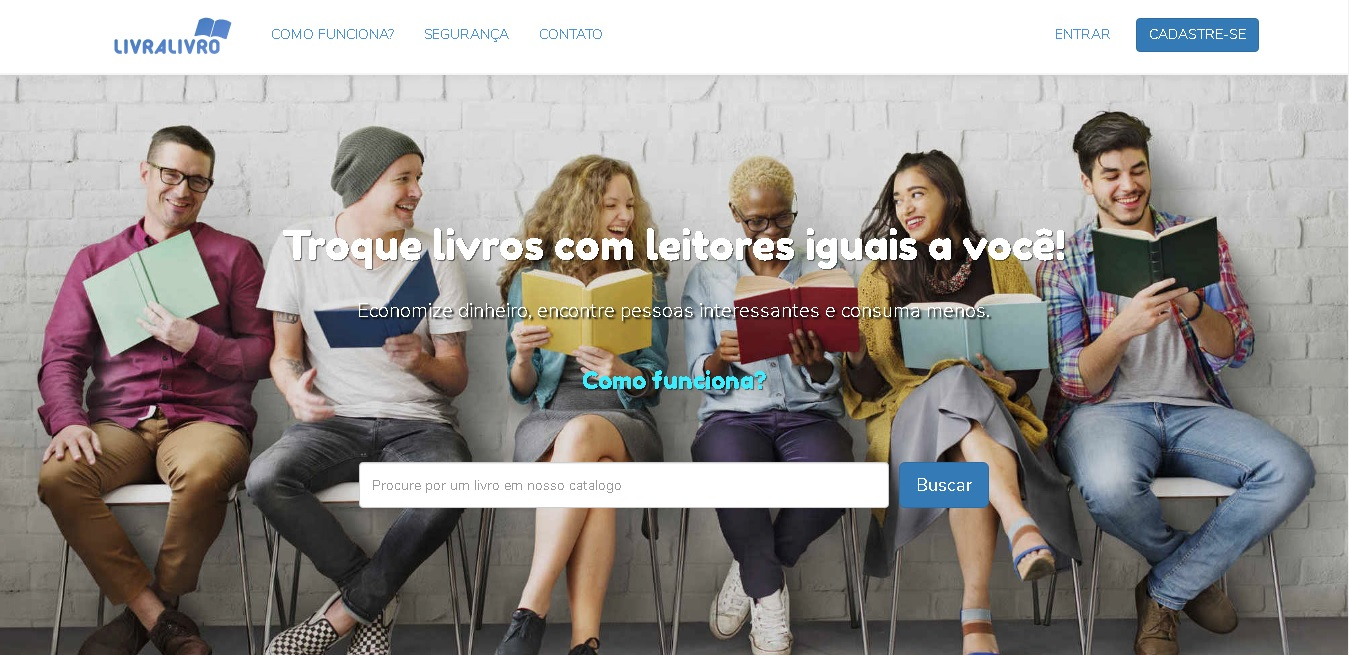 LIVRALIVRO
COMO FUNCIONA?
SEGURANÇA
CONTATO
ENTRAR
CADASTRE-SE
Troque livros com leitores iguais a você!
Economize dinheiro, encontre pessoas interessantes e consuma menos.
Como funciona?
Procure por um livro em nosso catalogo
Buscar